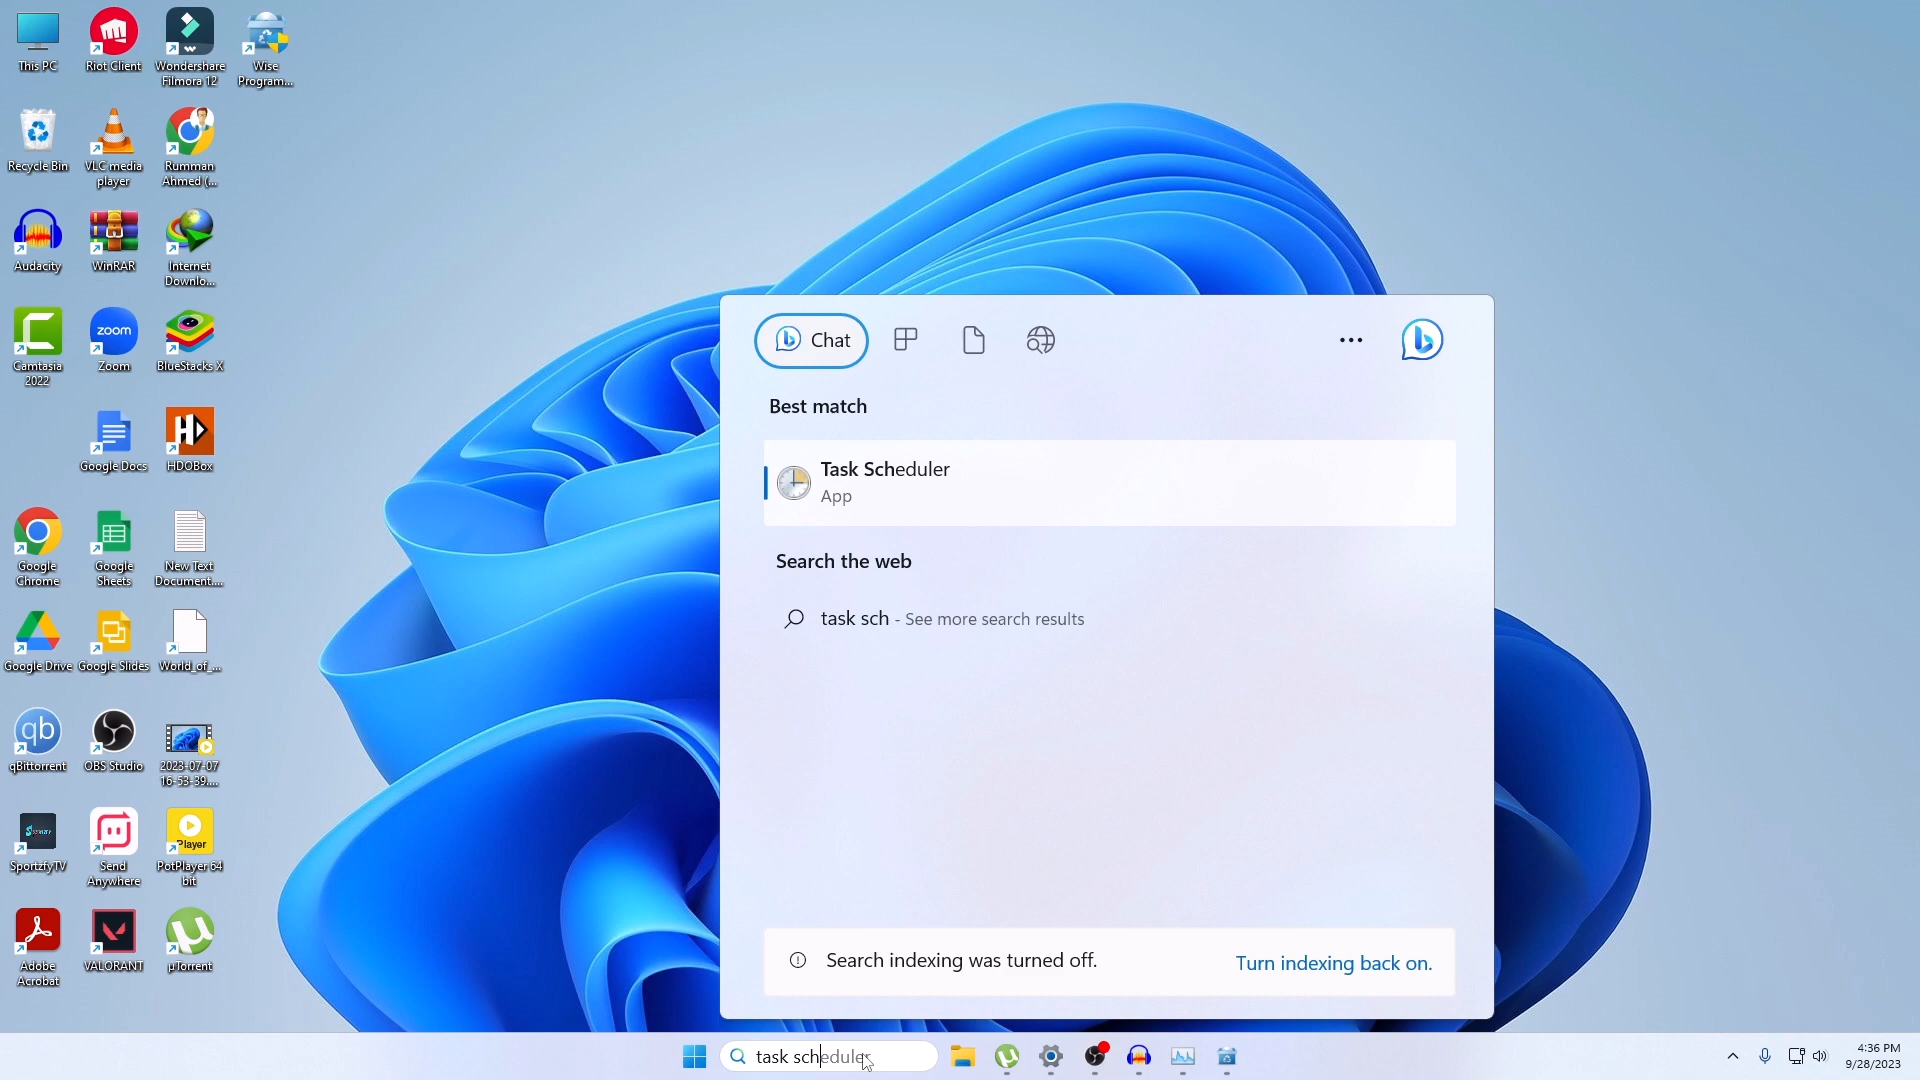 This PC
Riot Client
Wondershare
Filmora 12
Wise
Program...
Recycle Bin
VLC media
player
Rumman
Ahmed (...
Audacity
WinRAR
Internet
Downlo...
Camtasia
2022
zoom
Zoom
BlueStacks X
Google Docs
HDOBox
Google
Chrome
Google
Sheets
New Text
Document....
Google Drive
Google Slides
World_of_...
qb
qBittorrent
OBS Studio
2023-07-07
16-53-39....
SportzfyTV
Send
Anywhere
Player
PotPlayer 64
bit
Adobe
Acrobat
VALORANT
µTorrent
Chat
Best match
Task Scheduler
App
Search the web
task sch - See more search results
Search indexing was turned off.
Turn indexing back on.
task scheduler
4:36 PM
9/28/2023